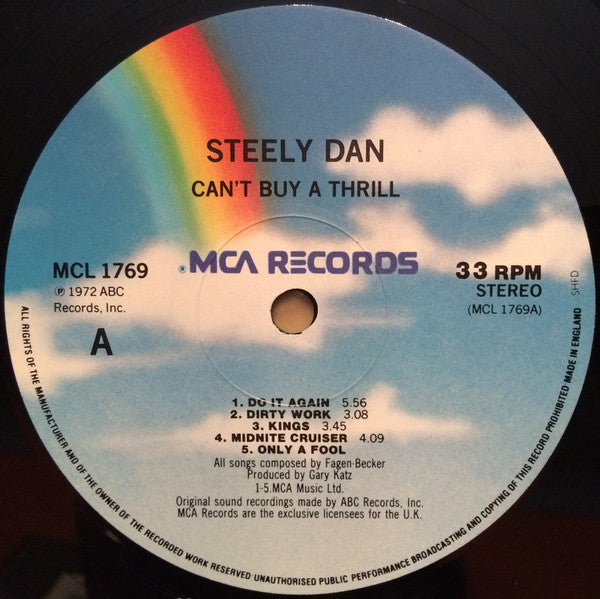 STEELY DAN
CAN'T BUY A THRILL
MCL 1769
℗ 1972 ABC
Records, Inc.
A
® MCA RECORDS
33 RPM
STEREO
(MCL 1769A)
SHFD
1. DO IT AGAIN 5.56
2. DIRTY WORK 3.08
3. KINGS 3.45
4. MIDNITE CRUISER 4.09
5. ONLY A FOOL
All songs composed by Fagen-Becker
Produced by Gary Katz
1-5.MCA Music Ltd.
Original sound recordings made by ABC Records, Inc.
MCA Records are the exclusive licensees for the U.K.
ALL RIGHTS OF THE MANUFACTURER AND OF THE OWNER OF THE RECORDED WORK RESERVED UNAUTHORISED PUBLIC PERFORMANCE BROADCASTING AND COPYING OF THIS RECORD PROHIBITED·MADE IN ENGLAND